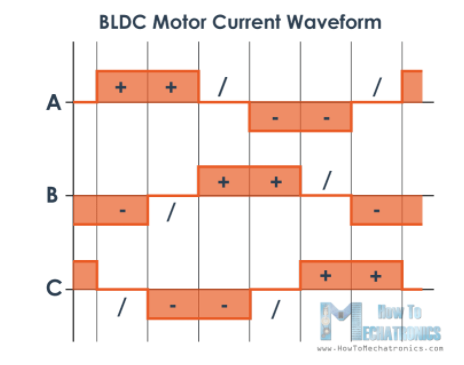 BLDC Motor Current Waveform
A + + / - - /
B - / + + / -
C / - - / + +
How To
MECHATRONICS
www.HowToMechatronics.com